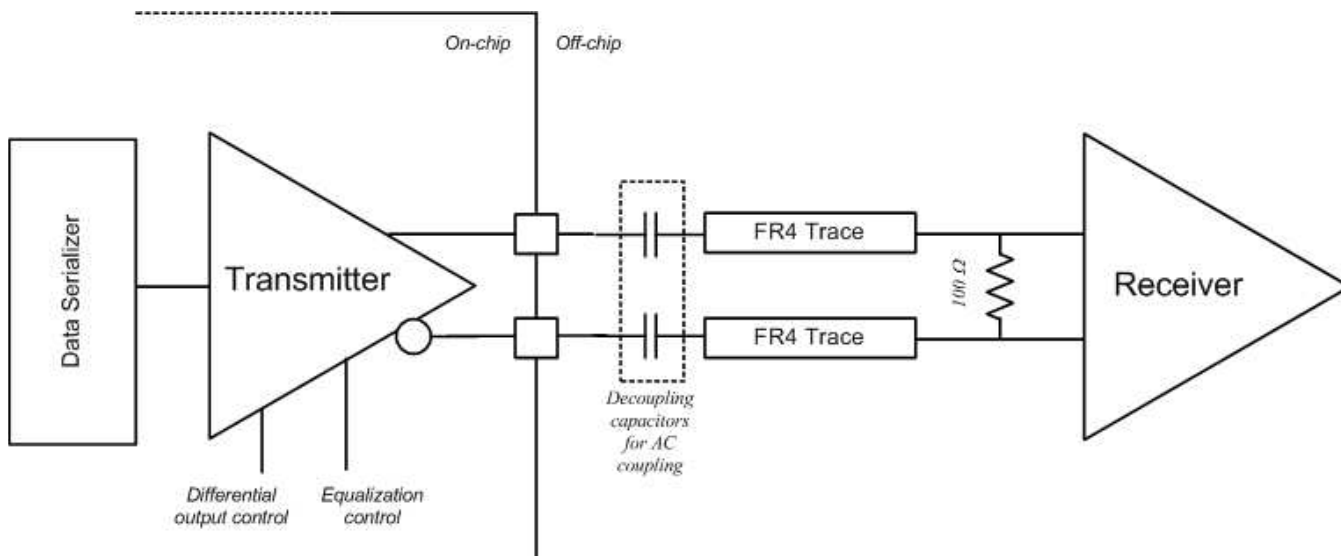 On-chip
Off-chip
Data Serializer
Transmitter
FR4 Trace
FR4 Trace
100 Ω
Receiver
Decoupling
capacitors
for AC
coupling
Differential
output control
Equalization
control